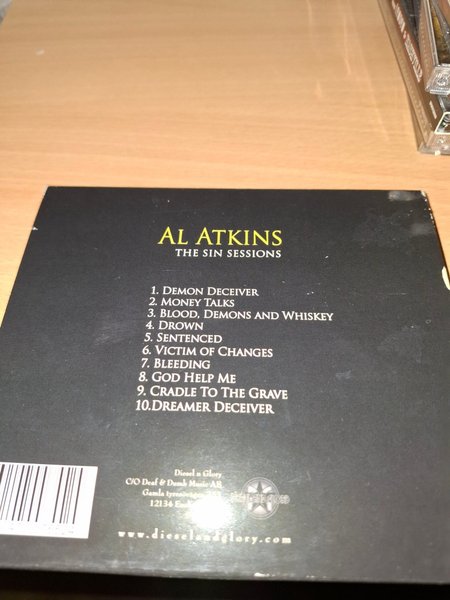 AL ATKINS
THE SIN SESSIONS
1. DEMON DECEIVER
2. MONEY TALKS
3. BLOOD, DEMONS AND WHISKEY
4. DROWN
5. SENTENCED
6. VICTIM OF CHANGES
7. BLEEDING
8. GOD HELP ME
9. CRADLE TO THE GRAVE
10.DREAMER DECEIVER
Diesel n Glory
C/O Deaf & Dumb Music AB
Gamla
12136
www.dieselandglory.com